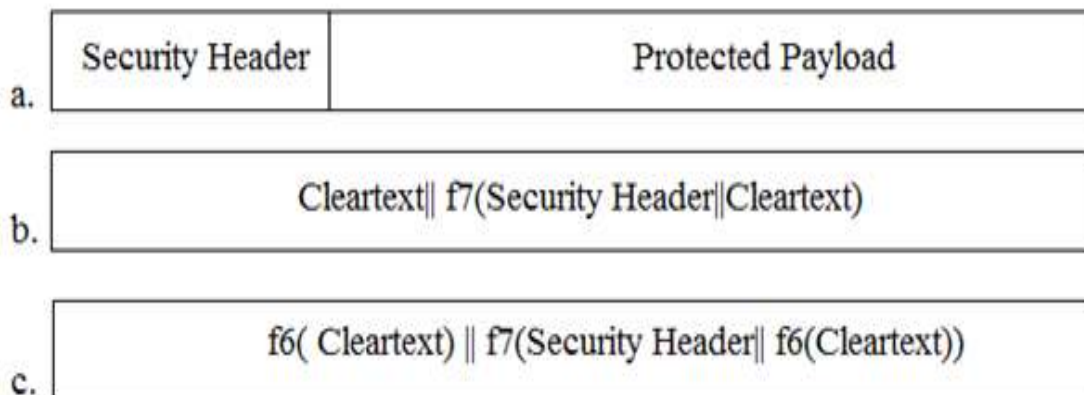 a. Security Header Protected Payload
b. Cleartext|| f7(Security Header||Cleartext)
c. f6( Cleartext) || f7(Security Header|| f6(Cleartext))